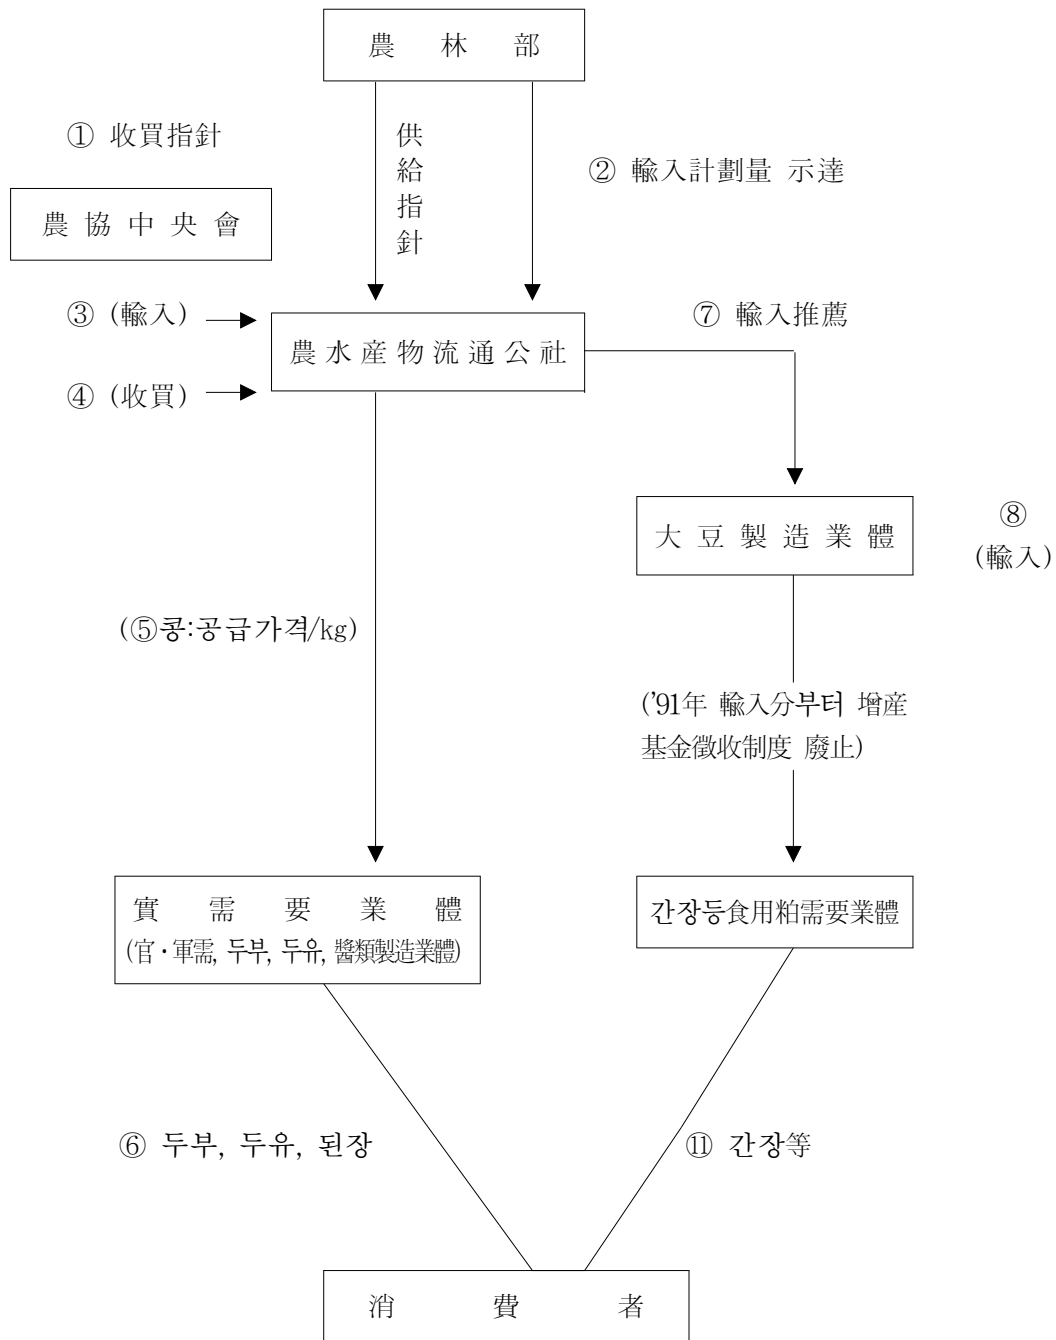 農林部
① 收買指針
供給指針
② 輸入計劃量 示達
農協中央會
③ (輸入)
農水産物流通公社
⑦ 輸入推薦
④ (收買)
大豆製造業體
⑧
(輸入)
(⑤콩:공급가격/kg)
('91年 輸入分부터 增産
基金徵收制度 廢止)
實需要業體
(官·軍需, 두부, 두유, 醬類製造業體)
간장등食用粕需要業體
⑥ 두부, 두유, 된장
⑪ 간장等
消費者